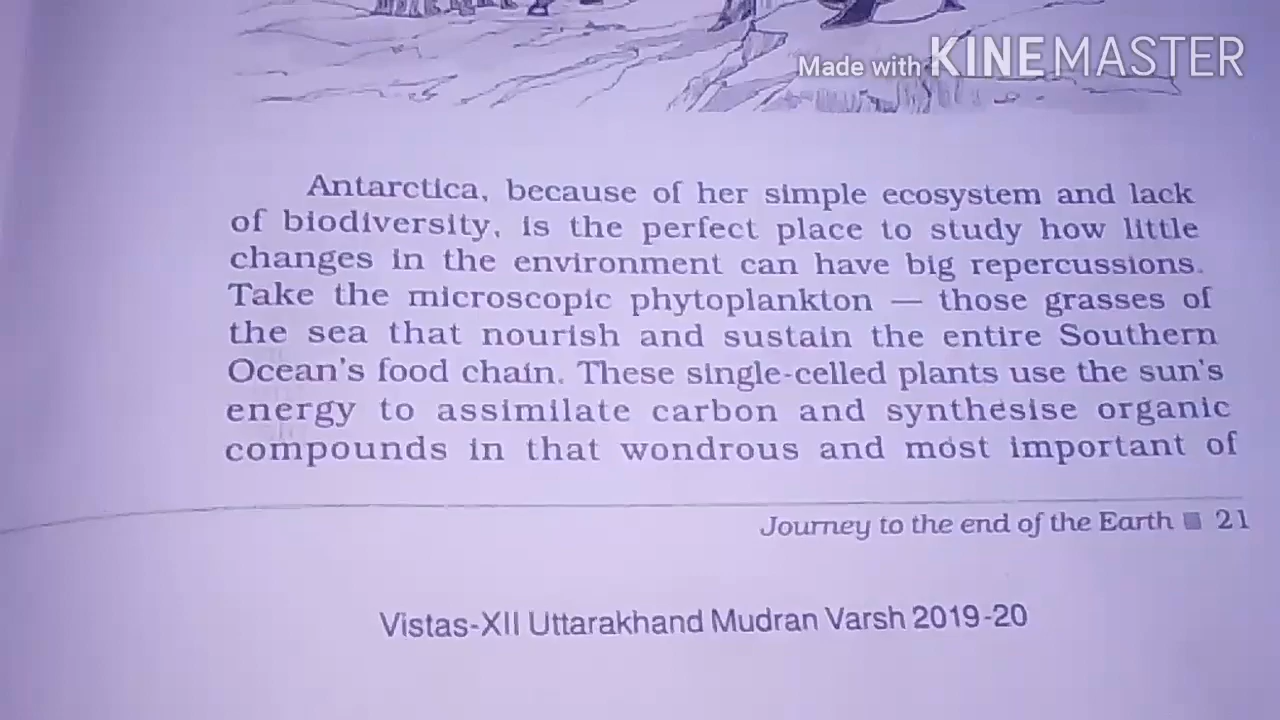 Made with KINEMASTER
Antarctica, because of her simple ecosystem and lack
of biodiversity, is the perfect place to study how little
changes in the environment can have big repercussions.
Take the microscopic phytoplankton — those grasses of
the sea that nourish and sustain the entire Southern
Ocean's food chain. These single-celled plants use the sun's
energy to assimilate carbon and synthesise organic
compounds in that wondrous and most important of
Journey to the end of the Earth ■ 21
Vistas-XII Uttarakhand Mudran Varsh 2019-20